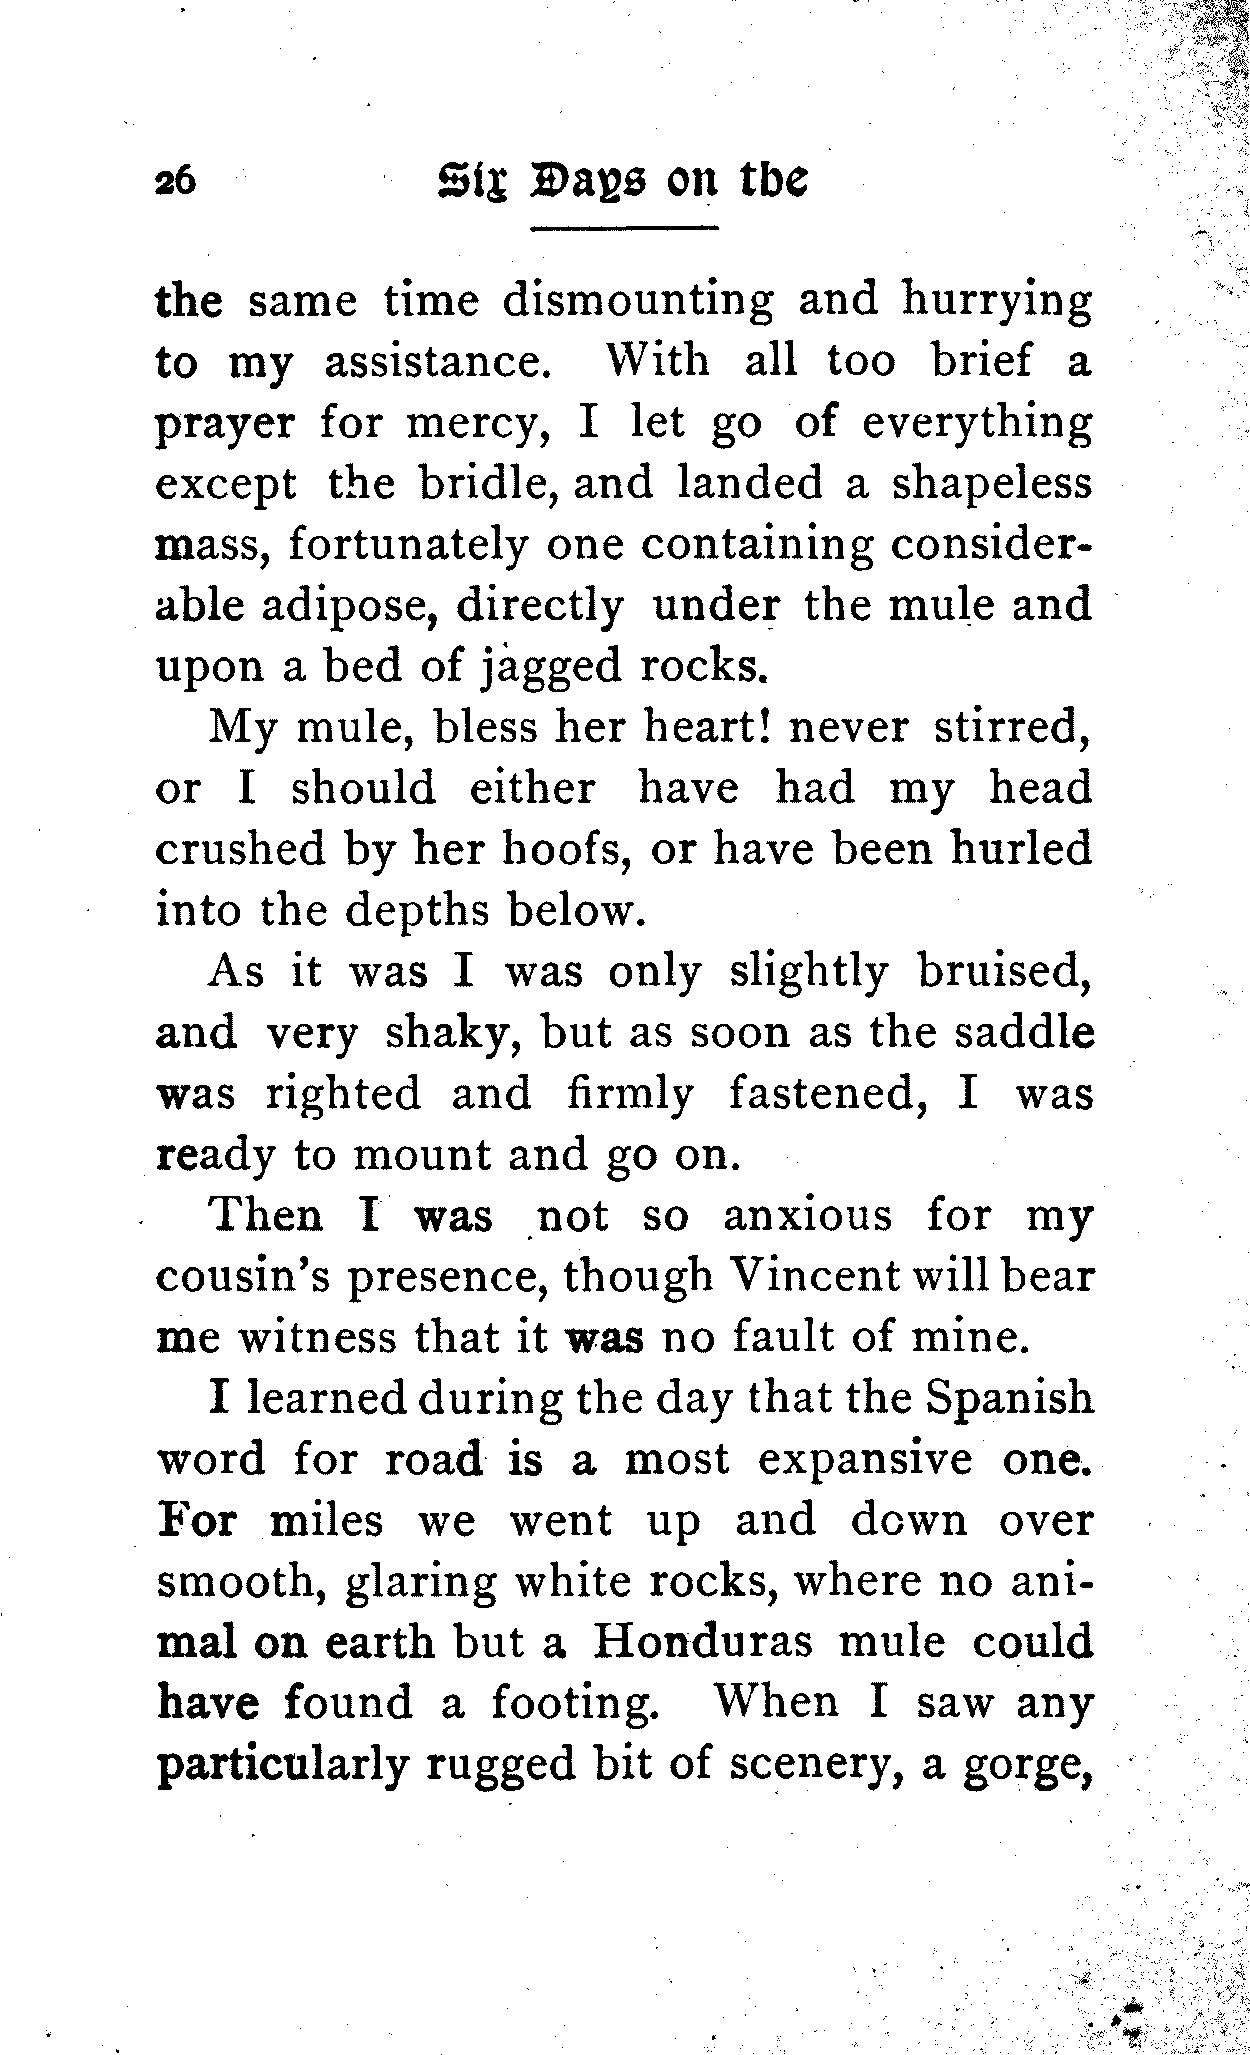 26 Six Days on the
the same time dismounting and hurrying
to my assistance. With all too brief a
prayer for mercy, I let go of everything
except the bridle, and landed a shapeless
mass, fortunately one containing consider-
able adipose, directly under the mule and
upon a bed of jagged rocks.
My mule, bless her heart! never stirred,
or I should either have had my head
crushed by her hoofs, or have been hurled
into the depths below.
As it was I was only slightly bruised,
and very shaky, but as soon as the saddle
was righted and firmly fastened, I was
ready to mount and go on.
Then I was not so anxious for my
cousin's presence, though Vincent will bear
me witness that it was no fault of mine.
I learned during the day that the Spanish
word for road is a most expansive one.
For miles we went up and down over
smooth, glaring white rocks, where no ani-
mal on earth but a Honduras mule could
have found a footing. When I saw any
particularly rugged bit of scenery, a gorge,